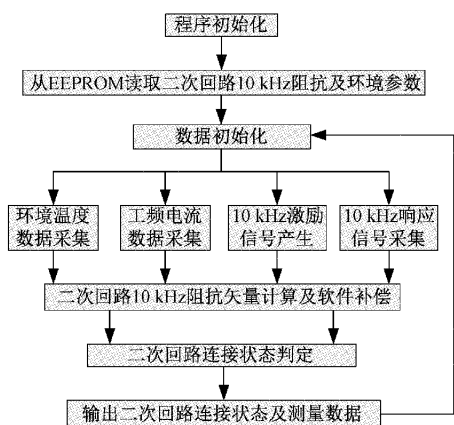 程序初始化
从EEPROM读取二次回路10 kHz阻抗及环境参数
数据初始化
环境温度
数据采集
工频电流
数据采集
10 kHz激励
信号产生
10 kHz响应
信号采集
二次回路10 kHz阻抗矢量计算及软件补偿
二次回路连接状态判定
输出二次回路连接状态及测量数据